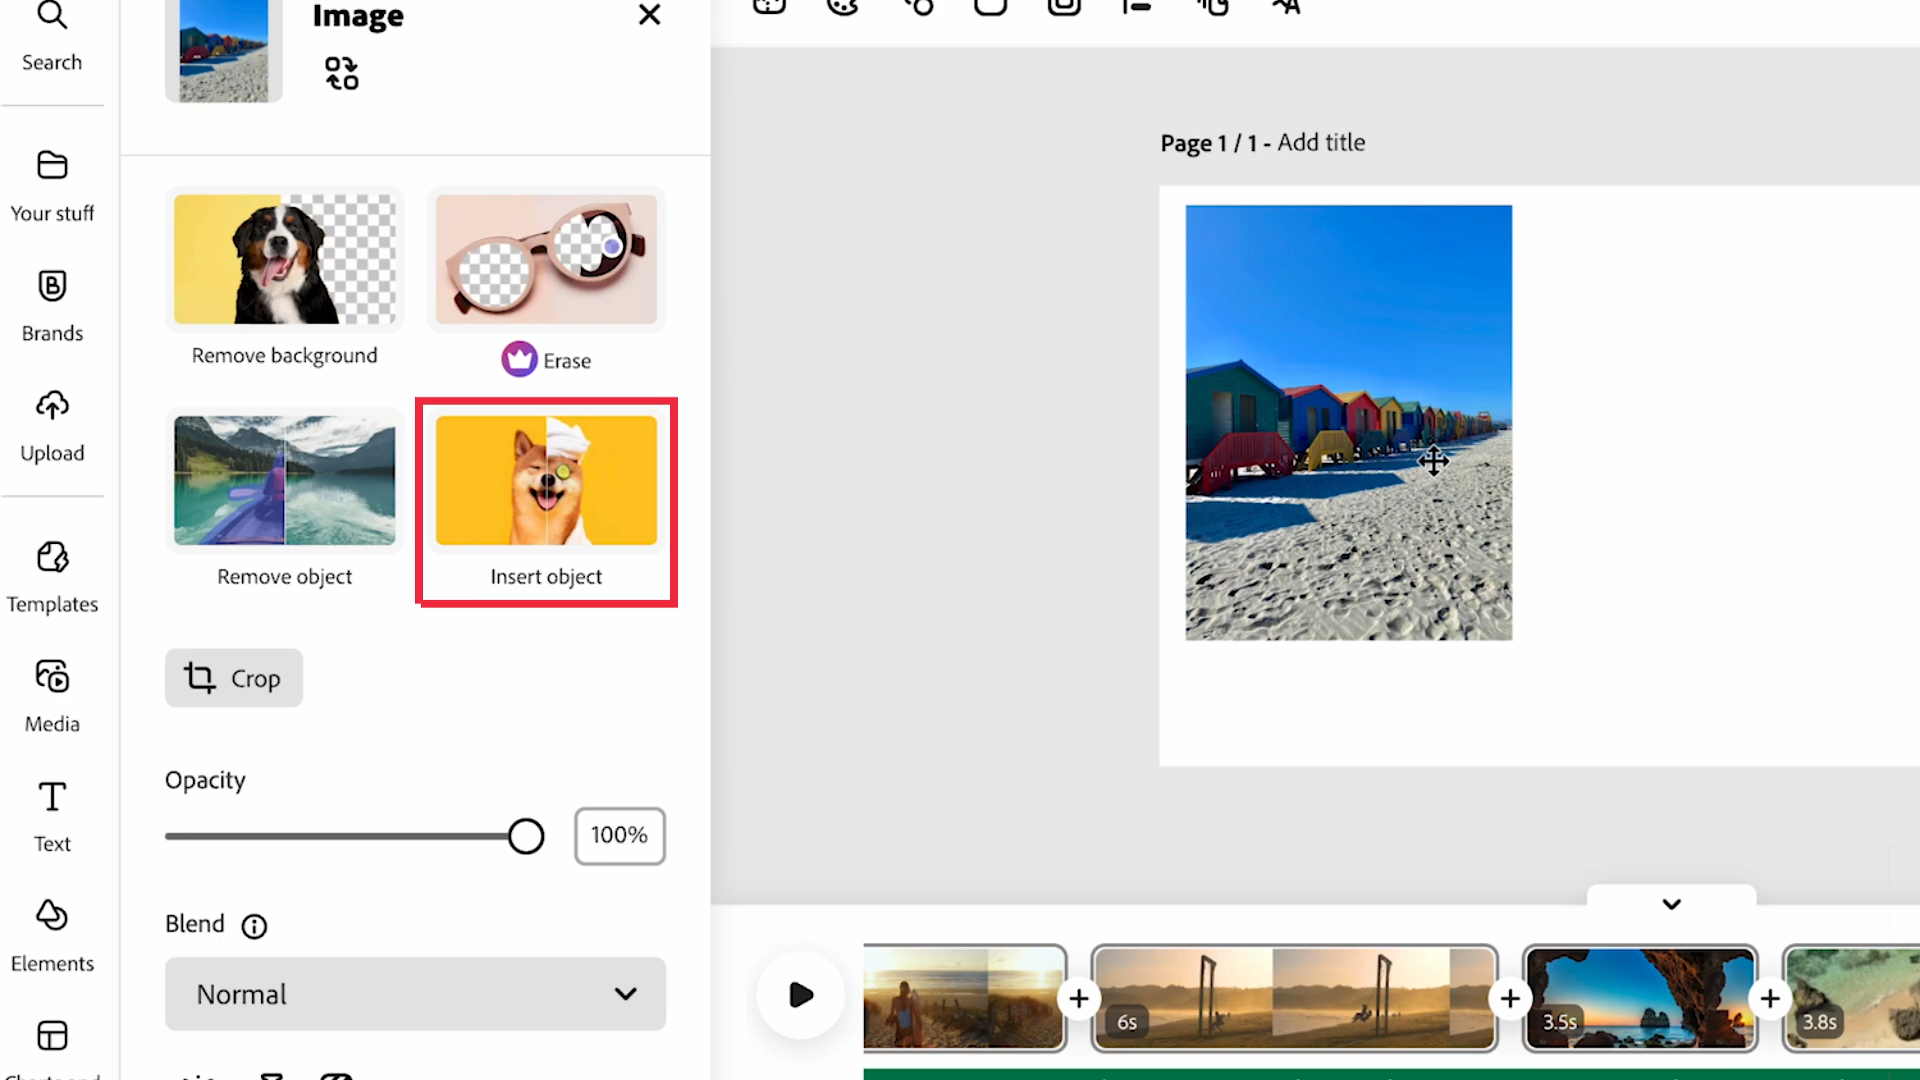 Search
Your stuff
Brands
Upload
Templates
Media
Text
Elements
Image
Remove background
Erase
Remove object
Insert object
Crop
Opacity
100%
Blend
Normal
Page 1 / 1 - Add title
6s
3.5s
3.8s